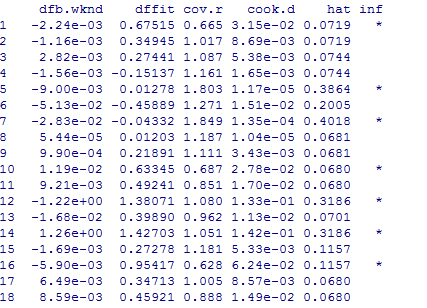 dfb.wknd dffit cov.r cook.d hat inf
1 -2.24e-03 0.67515 0.665 3.15e-02 0.0719 *
2 -1.16e-03 0.34945 1.017 8.69e-03 0.0719
3 2.82e-03 0.27441 1.087 5.38e-03 0.0744
4 -1.56e-03 -0.15137 1.161 1.65e-03 0.0744
5 -9.00e-03 0.01278 1.803 1.17e-05 0.3864 *
6 -5.13e-02 -0.45889 1.271 1.51e-02 0.2005
7 -2.83e-02 -0.04332 1.849 1.35e-04 0.4018 *
8 5.44e-05 0.01203 1.187 1.04e-05 0.0681
9 9.90e-04 0.21891 1.111 3.43e-03 0.0681
10 1.19e-02 0.63345 0.687 2.78e-02 0.0680 *
11 9.21e-03 0.49241 0.851 1.70e-02 0.0680
12 -1.22e+00 1.38071 1.080 1.33e-01 0.3186 *
13 -1.68e-02 0.39890 0.962 1.13e-02 0.0701
14 1.26e+00 1.42703 1.051 1.42e-01 0.3186 *
15 -1.69e-03 0.27278 1.181 5.33e-03 0.1157
16 -5.90e-03 0.95417 0.628 6.24e-02 0.1157 *
17 6.49e-03 0.34713 1.005 8.57e-03 0.0680
18 8.59e-03 0.45921 0.888 1.49e-02 0.0680